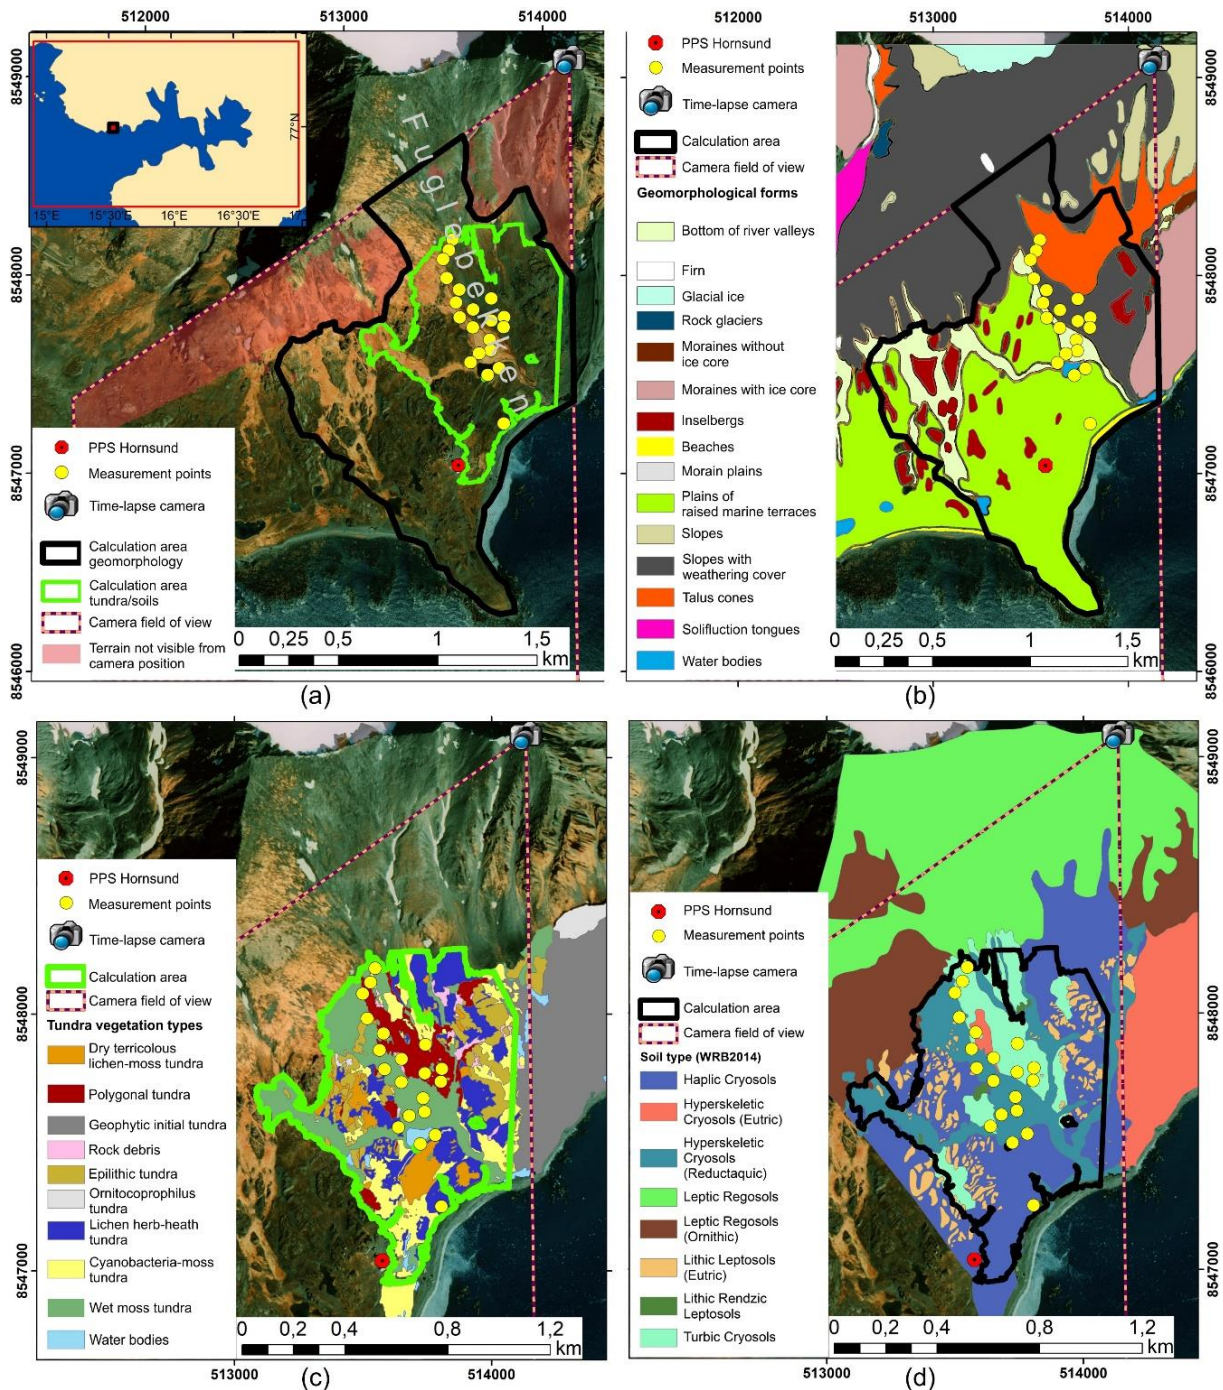 512000
513000
514000
8549000
8548000
8547000
8546000
77°N
15°E
15°30'E
16°E
16°30'E
17
Fuglebekken
PPS Hornsund
Measurement points
Time-lapse camera
Calculation area
geomorphology
Calculation area
tundra/soils
Camera field of view
Terrain not visible from
camera position
0 0,25 0,5 1 1,5
km
(a)
512000
513000
514000
PPS Hornsund
Measurement points
Time-lapse camera
Calculation area
Camera field of view
Geomorphological forms
Bottom of river valleys
Firn
Glacial ice
Rock glaciers
Moraines without
ice core
Moraines with ice core
Inselbergs
Beaches
Morain plains
Plains of
raised marine terraces
Slopes
Slopes with
weathering cover
Talus cones
Solifluction tongues
Water bodies
8549000
8548000
8547000
8546000
0 0,25 0,5 1 1,5
km
512000
513000
514000
(b)
8549000
8548000
8547000
PPS Hornsund
Measurement points
Time-lapse camera
Calculation area
Camera field of view
Tundra vegetation types
Dry terricolous
lichen-moss tundra
Polygonal tundra
Geophytic initial tundra
Rock debris
Epilithic tundra
Ornitocoprophilus
tundra
Lichen herb-heath
tundra
Cyanobacteria-moss
tundra
Wet moss tundra
Water bodies
0 0,2 0,4 0,8 1,2
km
513000
514000
(c)
PPS Hornsund
Measurement points
Time-lapse camera
Calculation area
Camera field of view
Soil type (WRB2014)
Haplic Cryosols
Hyperskeletic
Cryosols (Eutric)
Hyperskeletic
Cryosols
(Reductaquic)
Leptic Regosols
Leptic Regosols
(Ornithic)
Lithic Leptosols
(Eutric)
Lithic Rendzic
Leptosols
Turbic Cryosols
8549000
8548000
8547000
0 0,2 0,4 0,8 1,2
km
513000
514000
(d)